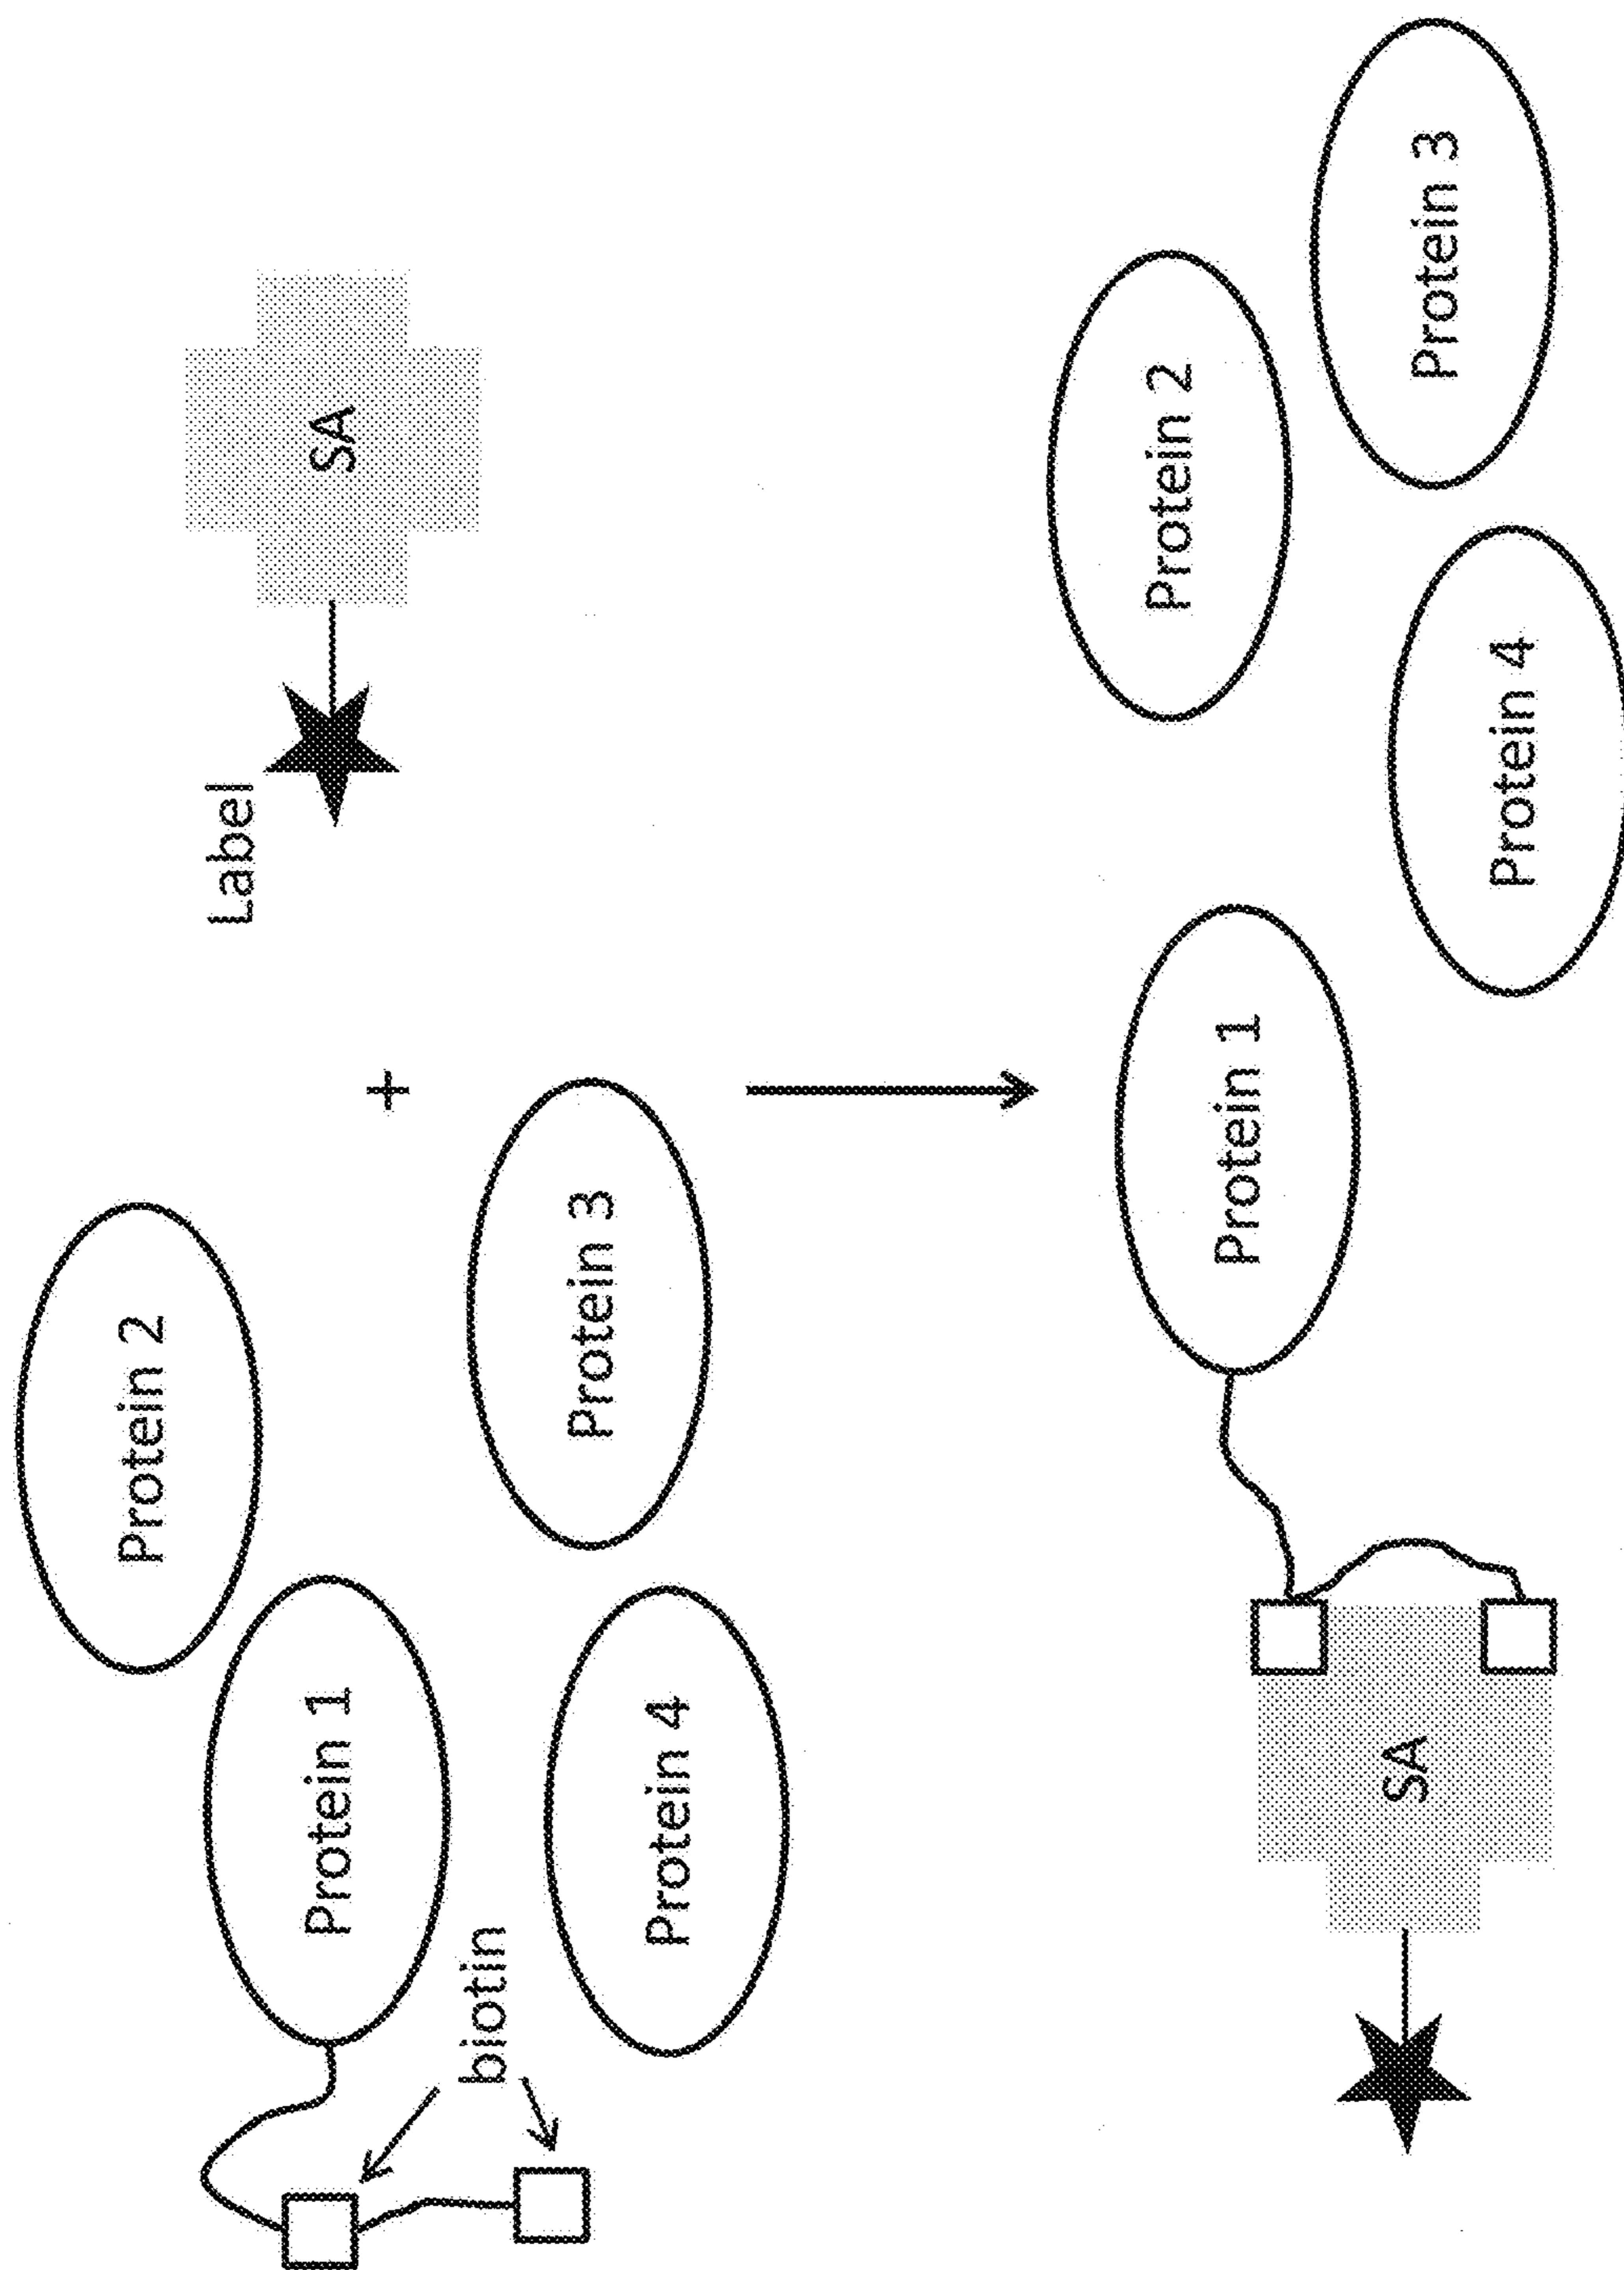 Protein 2
Protein 1
biotin
Protein 3
Protein 4
+
Label
SA
SA
Protein 1
Protein 2
Protein 4
Protein 3